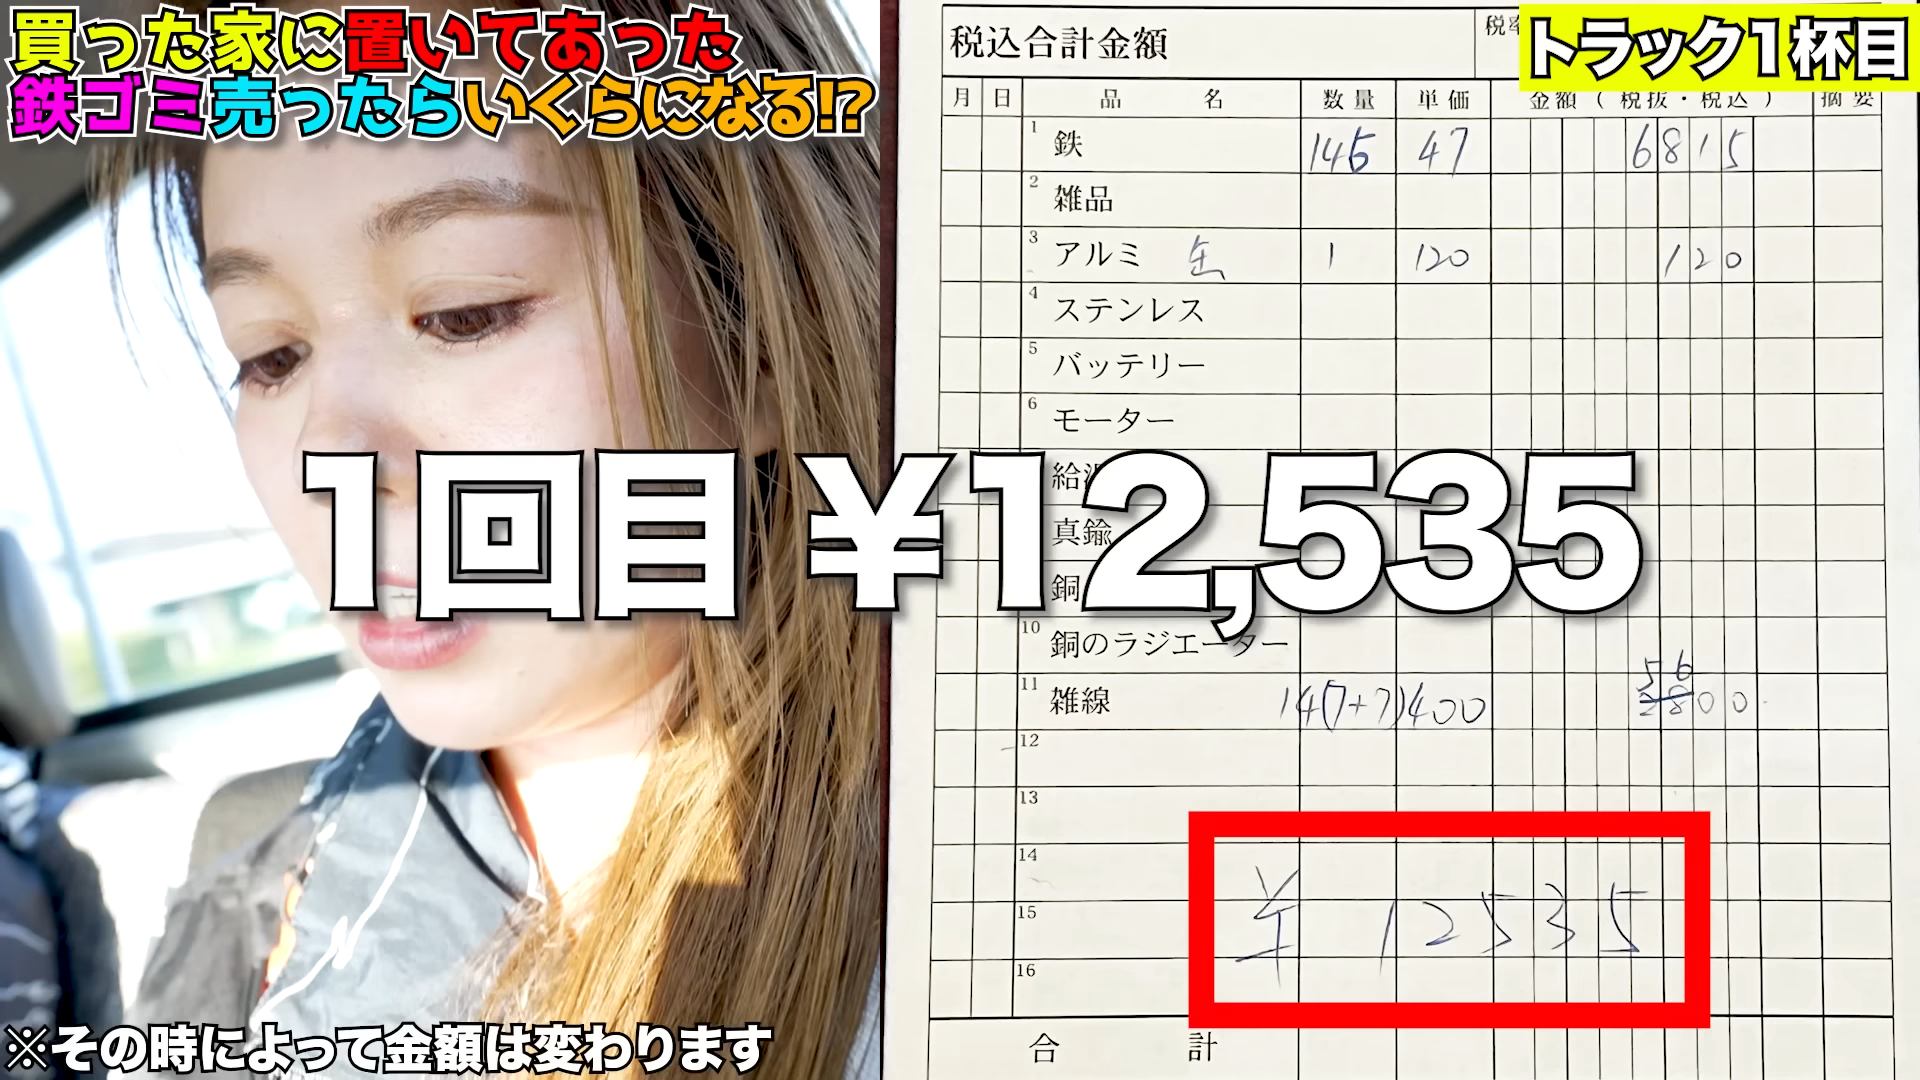 買った家に置いてあった
鉄ゴミ売ったらいくらになる!?
トラック1杯目
税込合計金額
月 日 品 名 数量 単価 金額 ( 税抜・税込 ) 摘要
1 鉄 145 47 6815
2 雑品
3 アルミ 缶 1 120 120
4 ステンレス
5 バッテリー
6 モーター
1回目 ¥12,535
真鍮
銅
10 銅のラジエーター
11 雑線 14(7+7) 400 56 2800
12
13
14
15 ¥ 12535
16
合 計
※その時によって金額は変わります